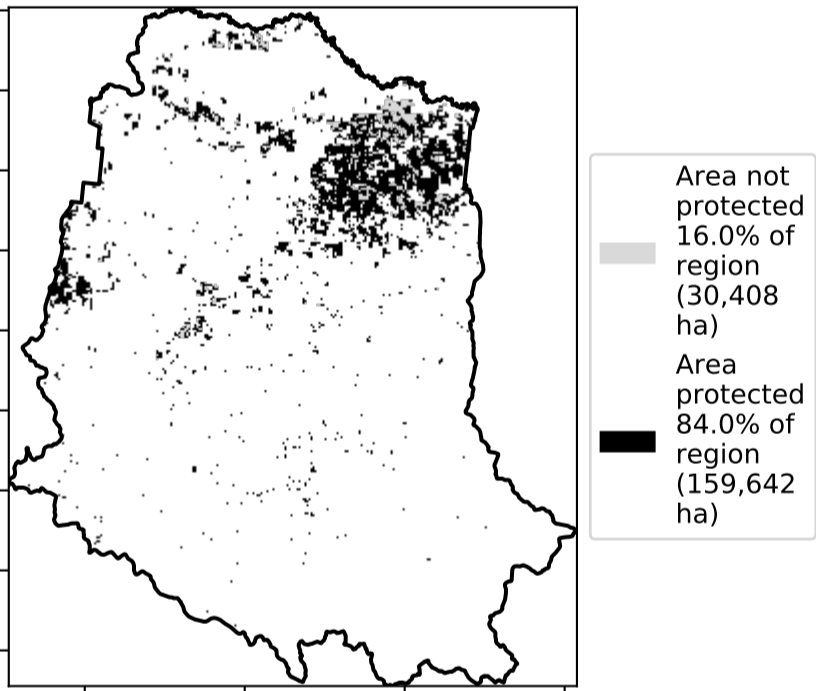 Area not
protected
16.0% of
region
(30,408
ha)
Area
protected
84.0% of
region
(159,642
ha)